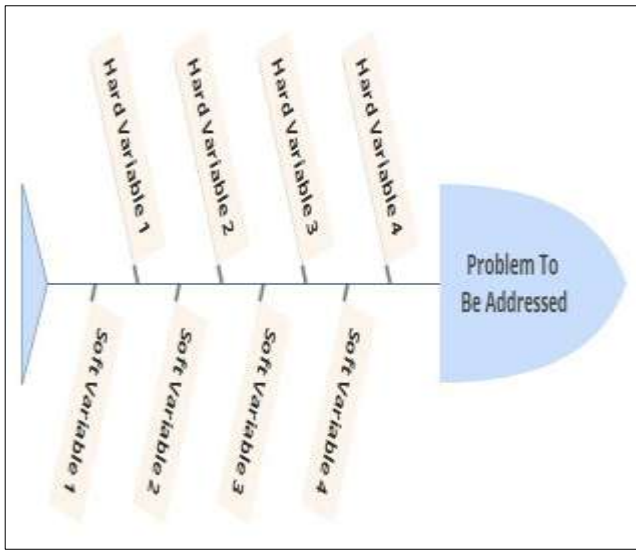 Hard Variable 1
Hard Variable 2
Hard Variable 3
Hard Variable 4
Problem To
Be Addressed
Soft Variable 1
Soft Variable 2
Soft Variable 3
Soft Variable 4